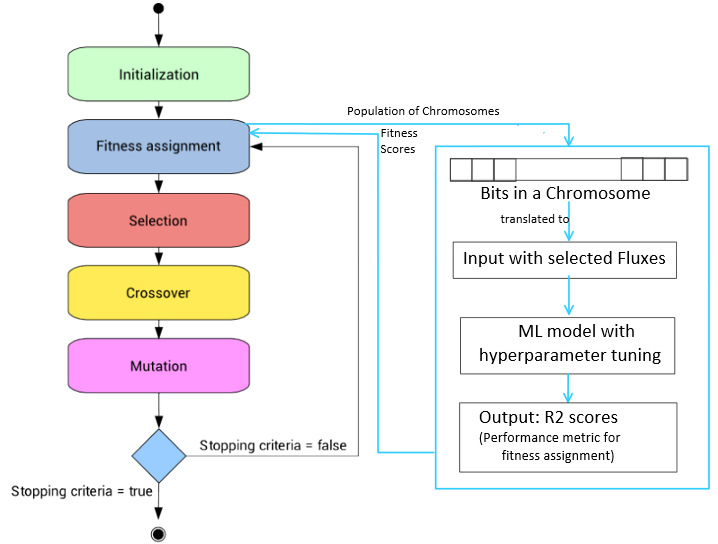 Initialization
Fitness assignment
Selection
Crossover
Mutation
Stopping criteria = false
Stopping criteria = true
Population of Chromosomes
Fitness
Scores
Bits in a Chromosome
translated to
Input with selected Fluxes
ML model with
hyperparameter tuning
Output: R2 scores
(Performance metric for
fitness assignment)